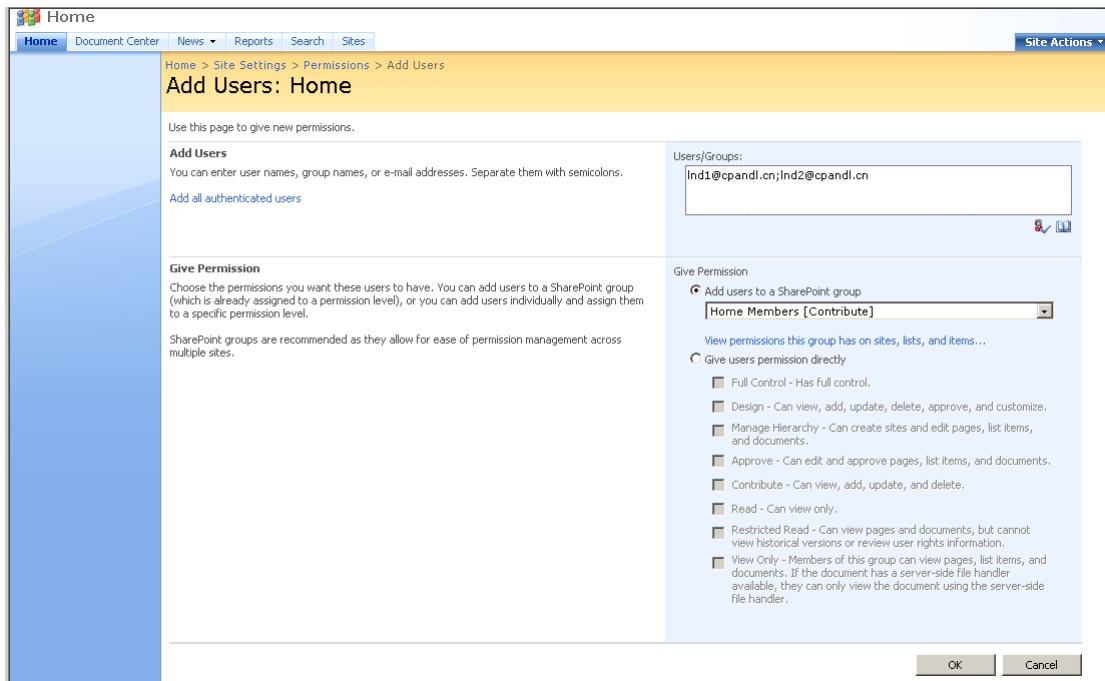 Home
Home Document Center News Reports Search Sites Site Actions
Home > Site Settings > Permissions > Add Users
Add Users: Home
Use this page to give new permissions.
Add Users
You can enter user names, group names, or e-mail addresses. Separate them with semicolons.
Add all authenticated users
Users/Groups:
lnd1@cpandl.cn;lnd2@cpandl.cn
Give Permission
Choose the permissions you want these users to have. You can add users to a SharePoint group
(which is already assigned to a permission level), or you can add users individually and assign them
to a specific permission level.
SharePoint groups are recommended as they allow for ease of permission management across
multiple sites.
Give Permission
Add users to a SharePoint group
Home Members [Contribute]
View permissions this group has on sites, lists, and items...
Give users permission directly
Full Control - Has full control.
Design - Can view, add, update, delete, approve, and customize.
Manage Hierarchy - Can create sites and edit pages, list items,
and documents.
Approve - Can edit and approve pages, list items, and documents.
Contribute - Can view, add, update, and delete.
Read - Can view only.
Restricted Read - Can view pages and documents, but cannot
view historical versions or review user rights information.
View Only - Members of this group can view pages, list items, and
documents. If the document has a server-side file handler
available, they can only view the document using the server-side
file handler.
OK Cancel